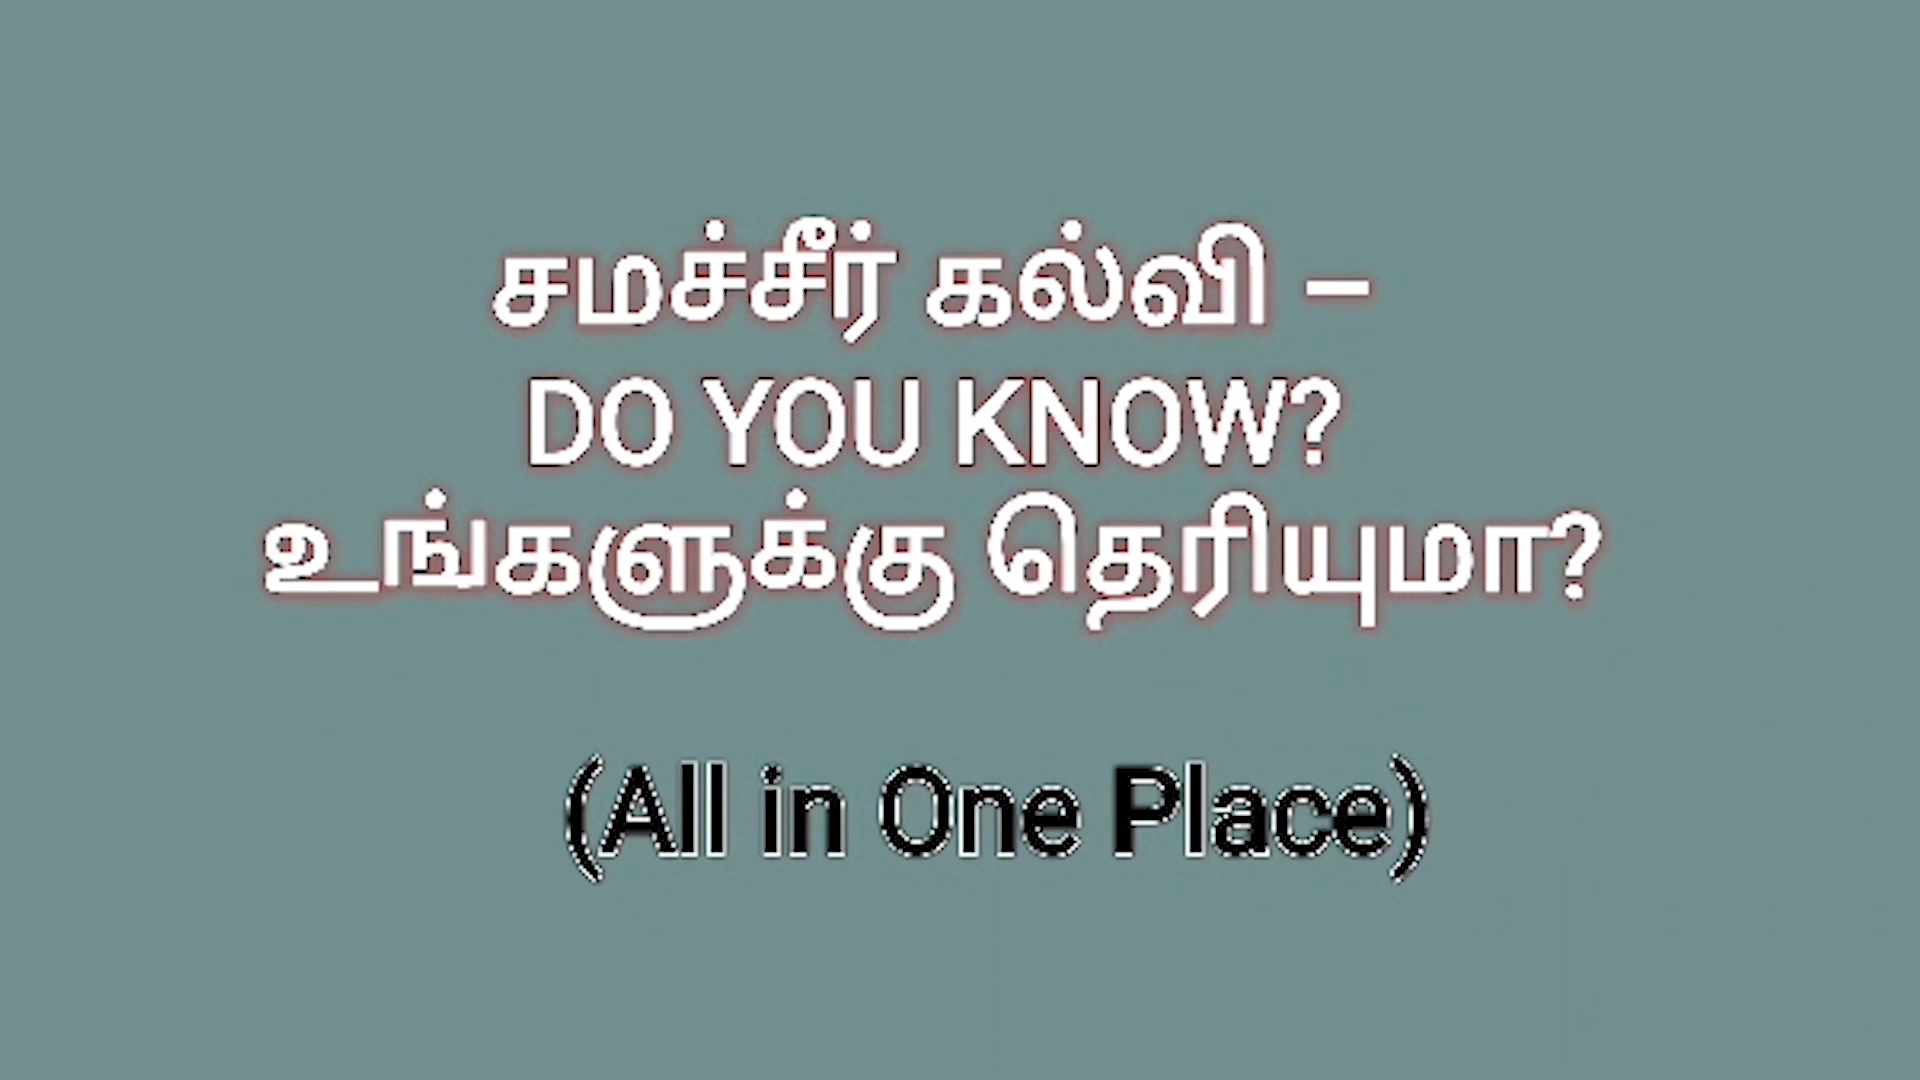 சமச்சீர் கல்வி –
DO YOU KNOW?
உங்களுக்கு தெரியுமா?
(All in One Place)